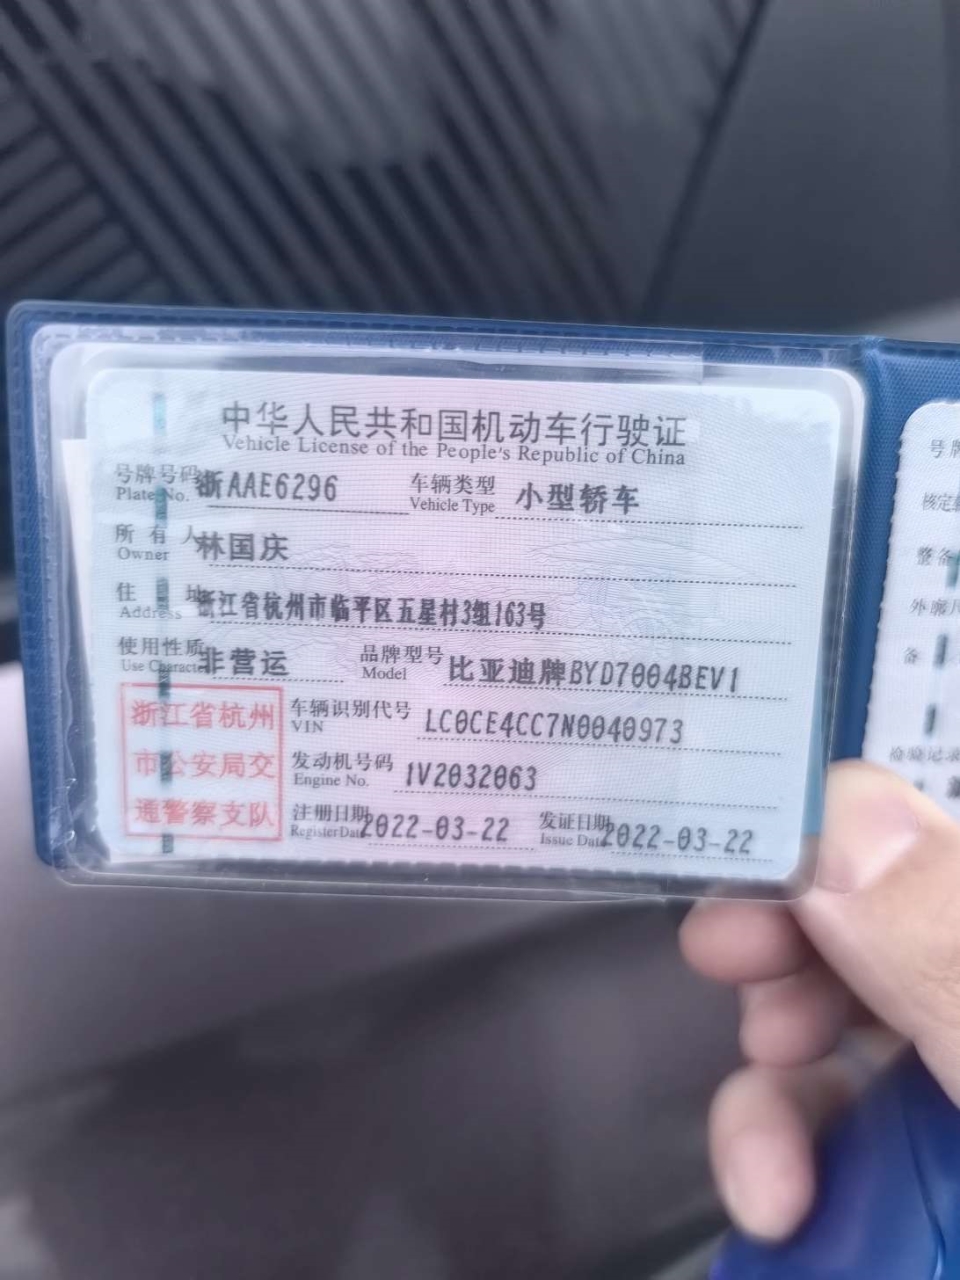 中华人民共和国机动车行驶证
Vehicle License of the People's Republic of China
号牌号码 浙AAE6296 车辆类型 小型轿车
Plate No. Vehicle Type
所有人 林国庆
Owner
住址 浙江省杭州市临平区五星村3组163号
Address
使用性质 非营运 品牌型号 比亚迪牌BYD7004BEV1
Use Character Model
浙江省杭州
市公安局交
通警察支队
车辆识别代号 LC0CE4CC7N0040973
VIN
发动机号码 1V2032063
Engine No.
注册日期 2022-03-22 发证日期 2022-03-22
Register Date Issue Date
号牌
核定
整备
外廓
备
检验记录